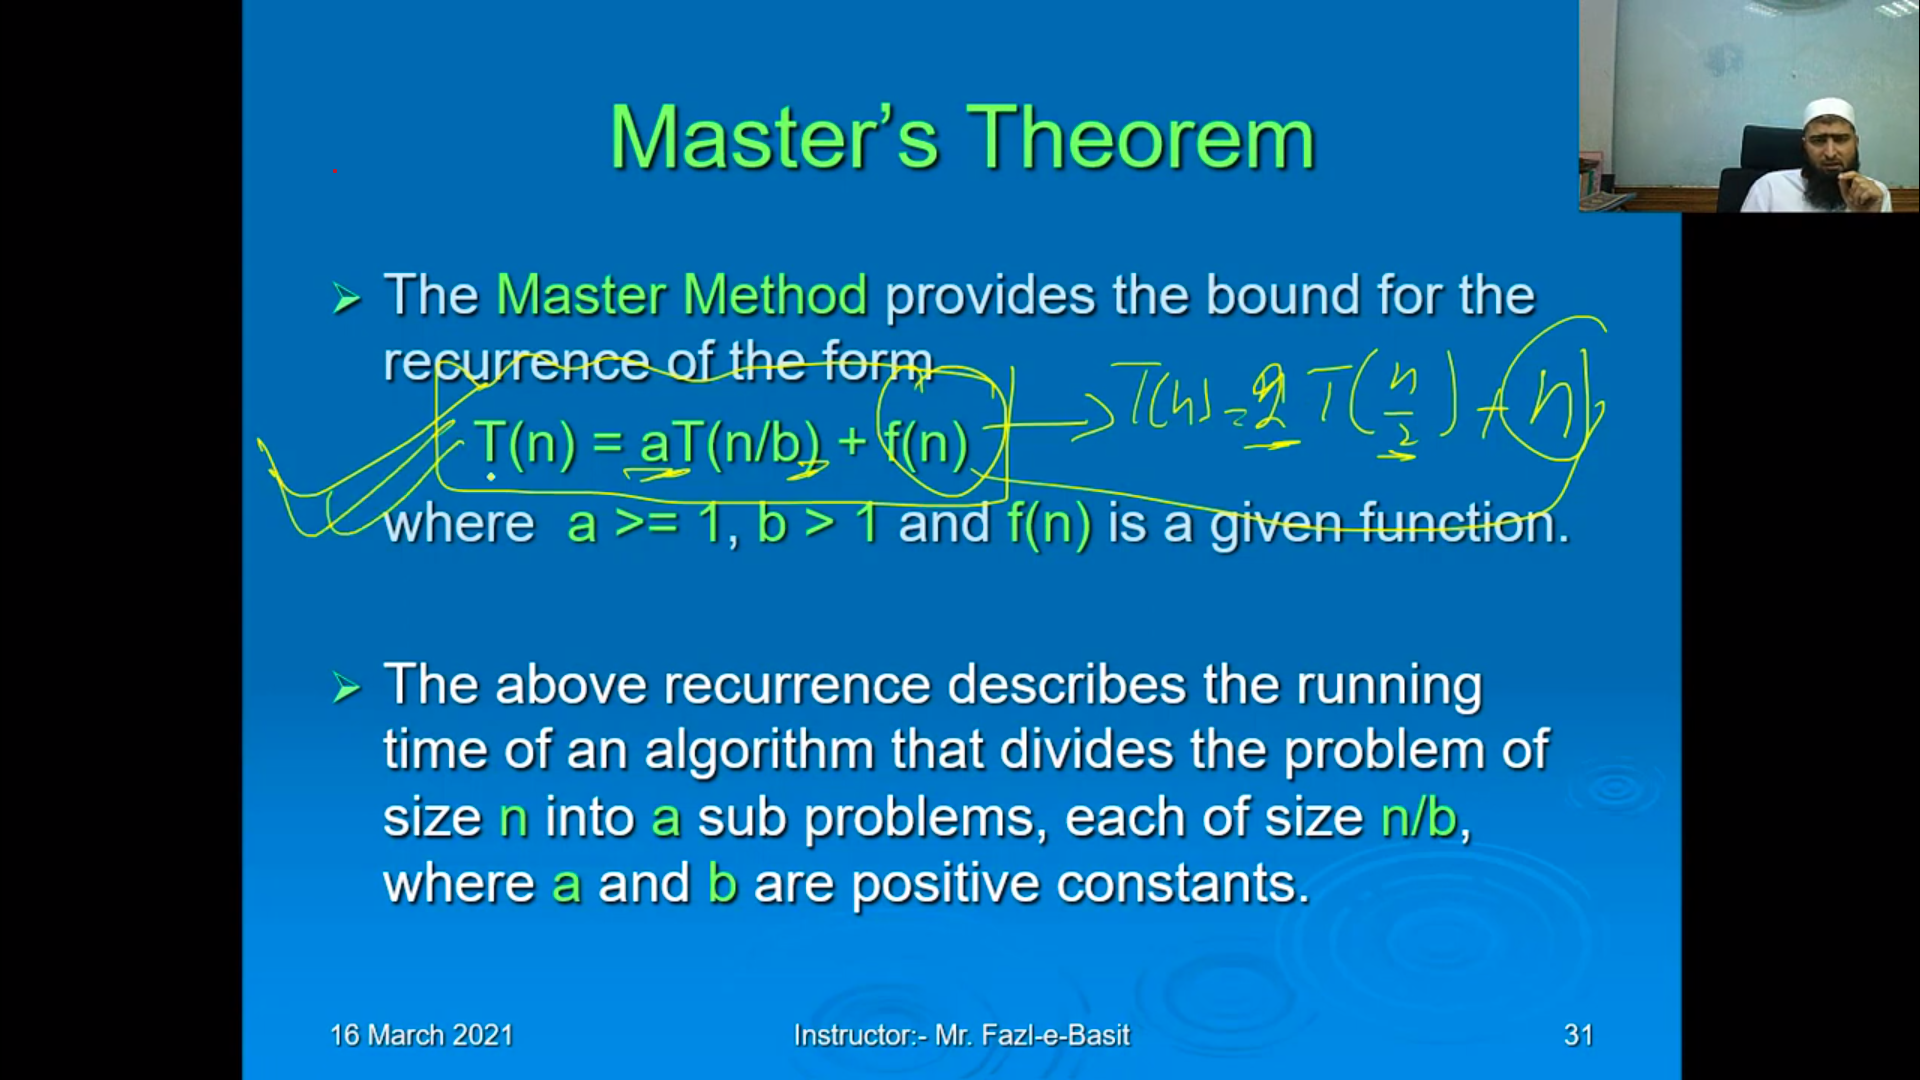 Master’s Theorem
The Master Method provides the bound for the
recurrence of the form
T(n) = aT(n/b) + f(n) T(n) = 2 T(n/2) + n
where a >= 1, b > 1 and f(n) is a given function.
The above recurrence describes the running
time of an algorithm that divides the problem of
size n into a sub problems, each of size n/b,
where a and b are positive constants.
16 March 2021 Instructor:- Mr. Fazl-e-Basit 31